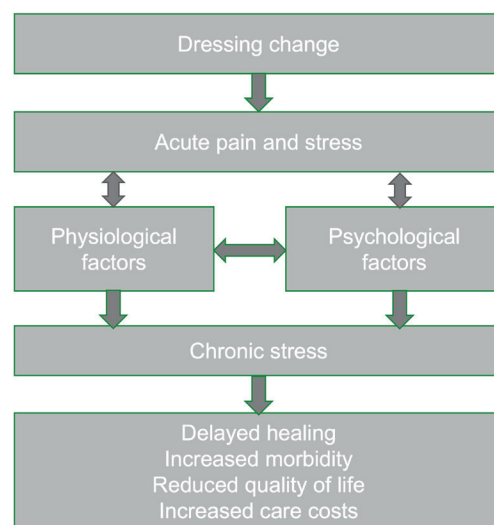 Dressing change
Acute pain and stress
Physiological
factors
Psychological
factors
Chronic stress
Delayed healing
Increased morbidity
Reduced quality of life
Increased care costs